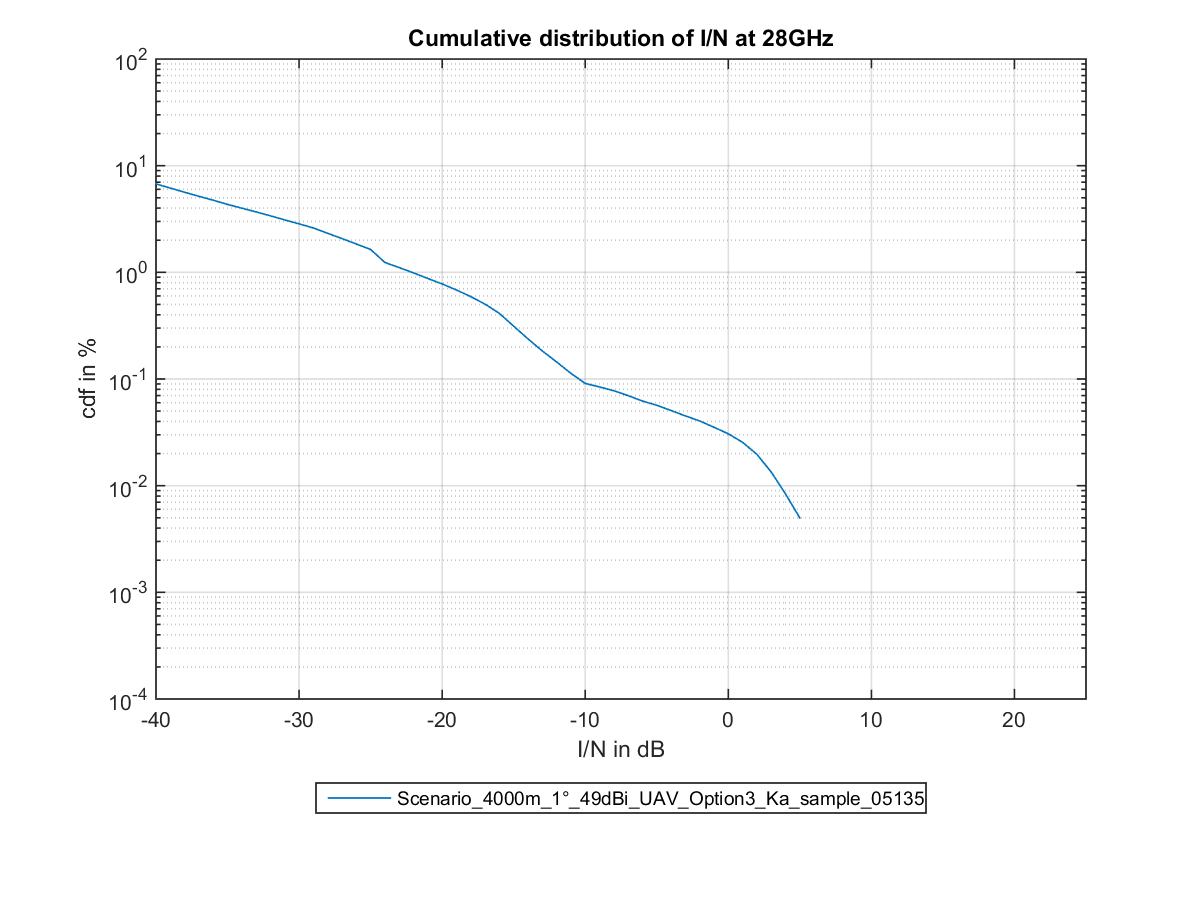 Cumulative distribution of I/N at 28GHz
10^2
10^1
10^0
10^-1
10^-2
10^-3
10^-4
cdf in %
-40 -30 -20 -10 0 10 20
I/N in dB
Scenario_4000m_1°_49dBi_UAV_Option3_Ka_sample_05135